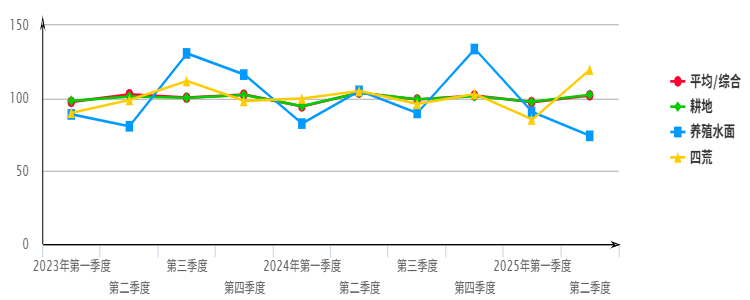 150
100
50
0
2023年第一季度
第二季度
第三季度
第四季度
2024年第一季度
第二季度
第三季度
第四季度
2025年第一季度
第二季度
平均/综合
耕地
养殖水面
四荒